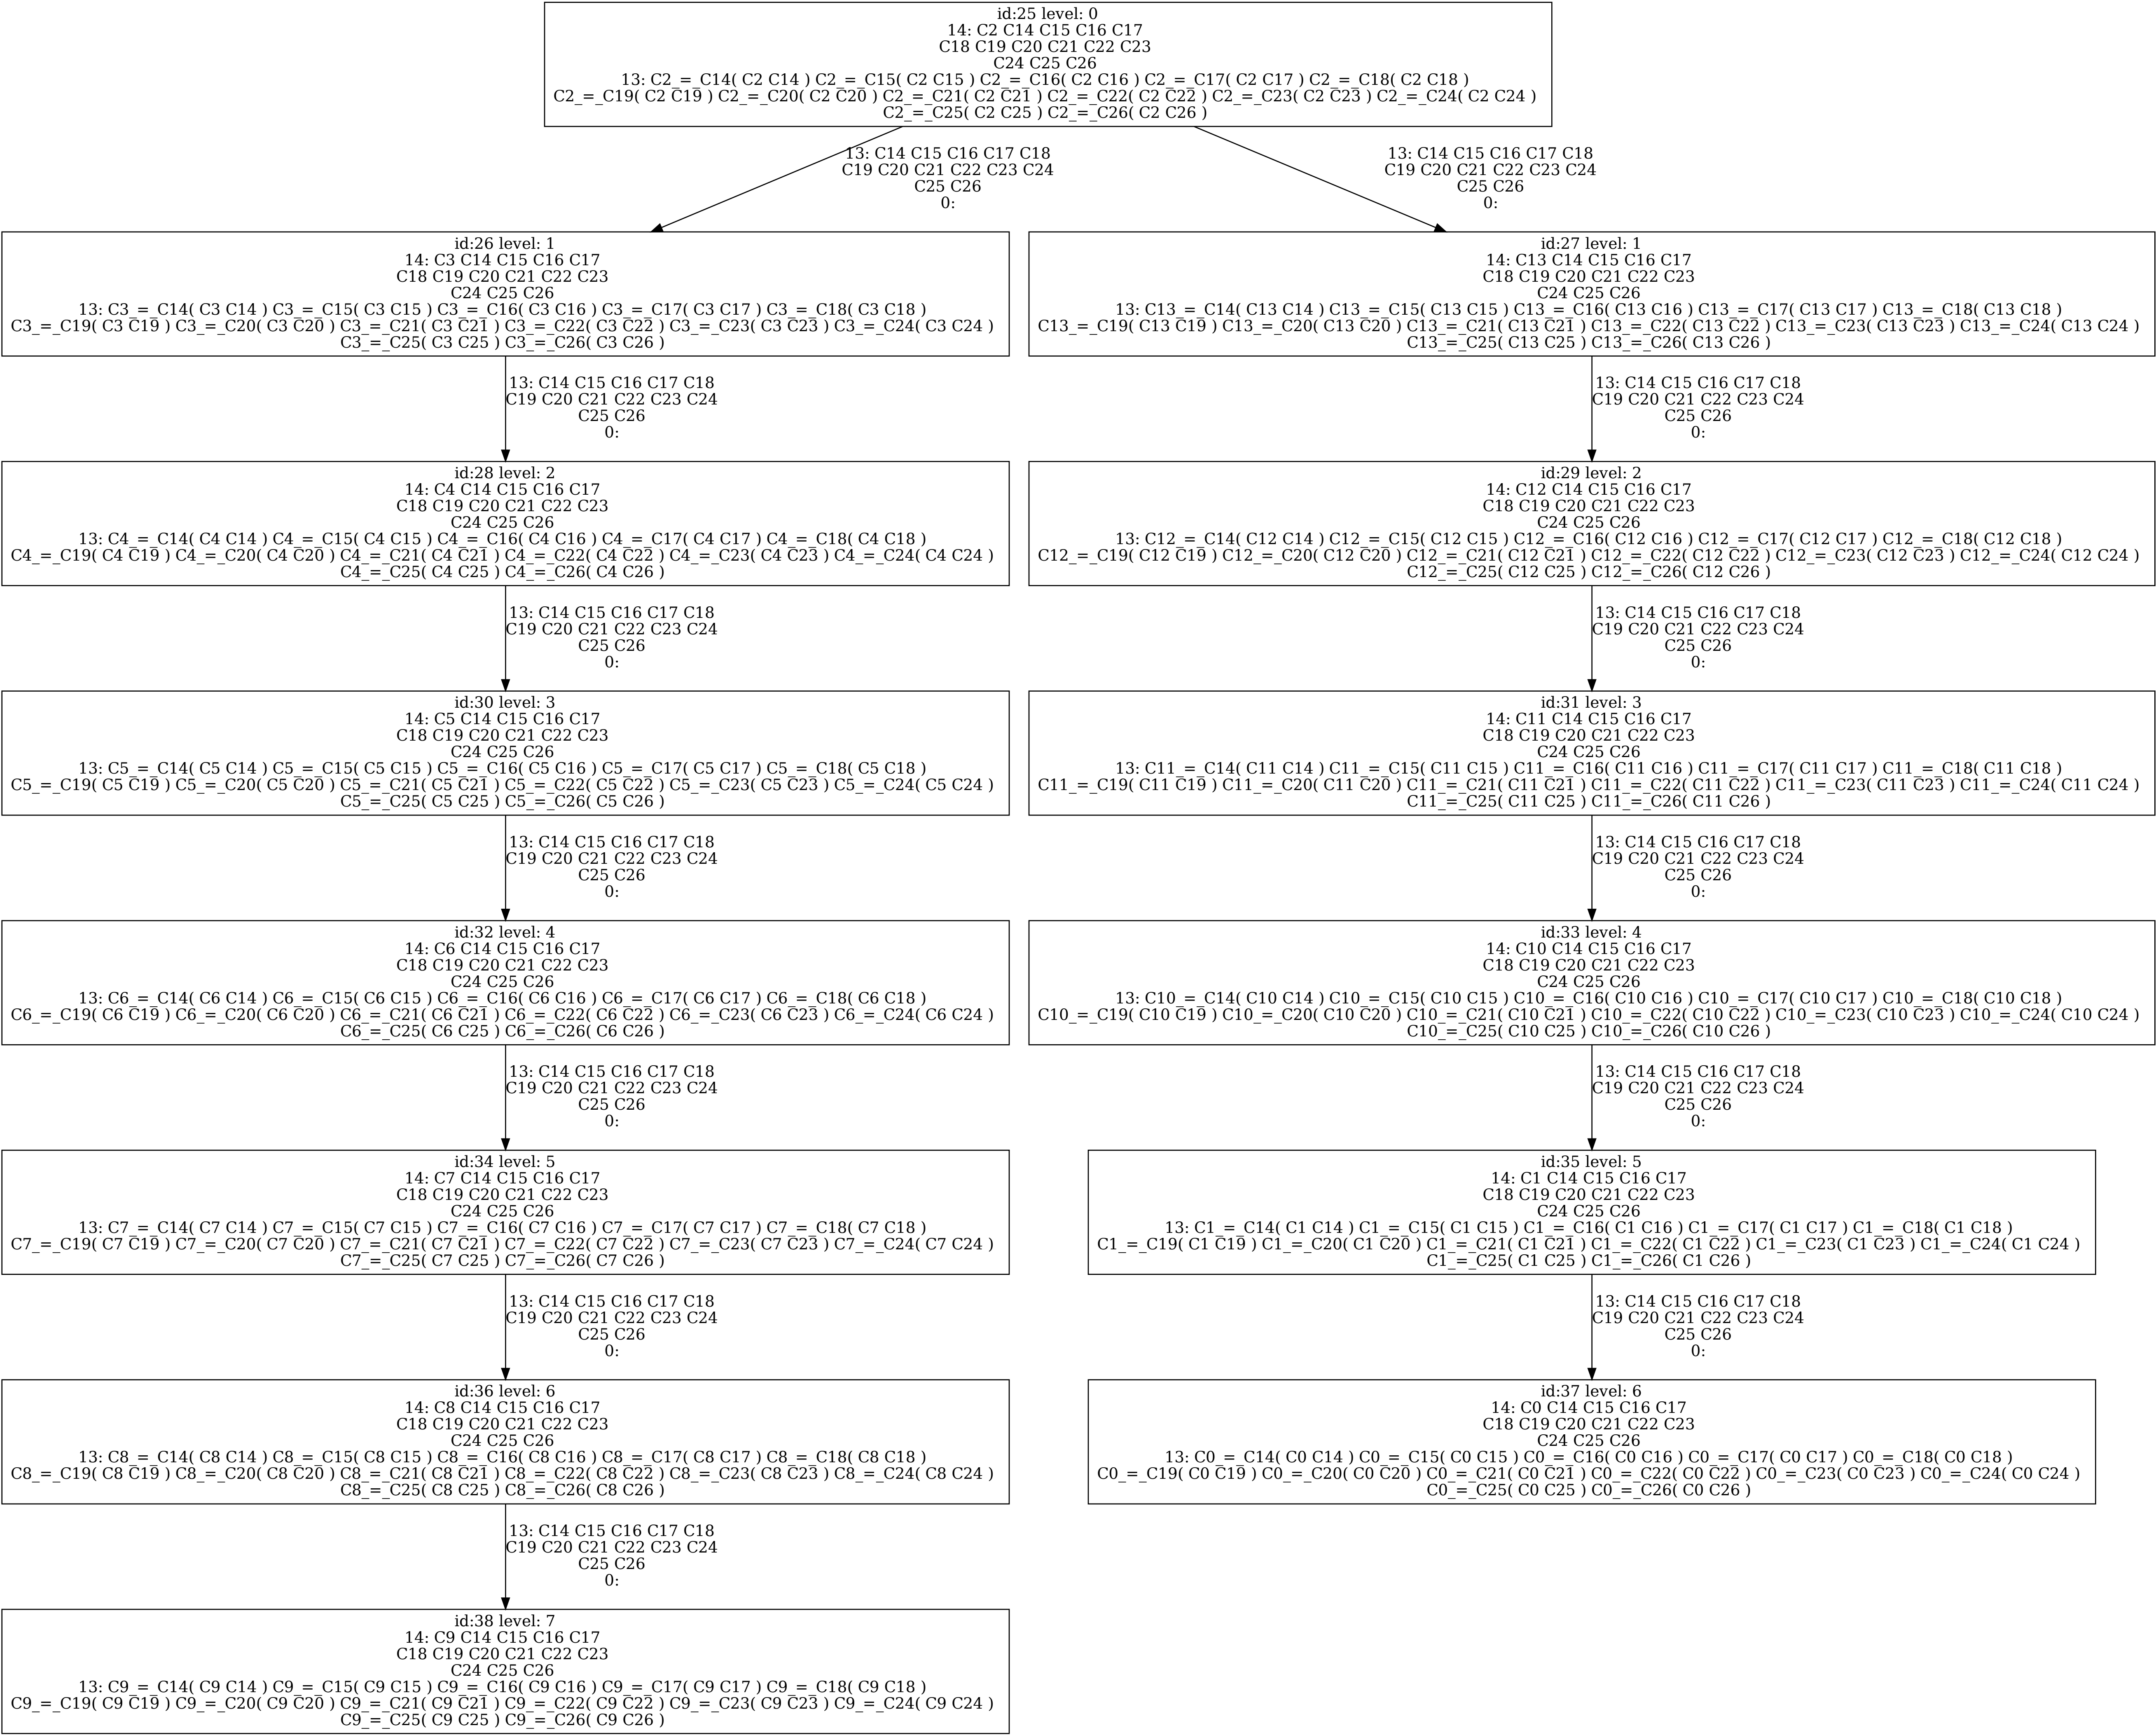 id:25 level: 0
14: C2 C14 C15 C16 C17
C18 C19 C20 C21 C22 C23
C24 C25 C26
13: C2_=_C14( C2 C14 ) C2_=_C15( C2 C15 ) C2_=_C16( C2 C16 ) C2_=_C17( C2 C17 ) C2_=_C18( C2 C18 )
C2_=_C19( C2 C19 ) C2_=_C20( C2 C20 ) C2_=_C21( C2 C21 ) C2_=_C22( C2 C22 ) C2_=_C23( C2 C23 ) C2_=_C24( C2 C24 )
C2_=_C25( C2 C25 ) C2_=_C26( C2 C26 )
13: C14 C15 C16 C17 C18
C19 C20 C21 C22 C23 C24
C25 C26
0:
13: C14 C15 C16 C17 C18
C19 C20 C21 C22 C23 C24
C25 C26
0:
id:26 level: 1
14: C3 C14 C15 C16 C17
C18 C19 C20 C21 C22 C23
C24 C25 C26
13: C3_=_C14( C3 C14 ) C3_=_C15( C3 C15 ) C3_=_C16( C3 C16 ) C3_=_C17( C3 C17 ) C3_=_C18( C3 C18 )
C3_=_C19( C3 C19 ) C3_=_C20( C3 C20 ) C3_=_C21( C3 C21 ) C3_=_C22( C3 C22 ) C3_=_C23( C3 C23 ) C3_=_C24( C3 C24 )
C3_=_C25( C3 C25 ) C3_=_C26( C3 C26 )
id:27 level: 1
14: C13 C14 C15 C16 C17
C18 C19 C20 C21 C22 C23
C24 C25 C26
13: C13_=_C14( C13 C14 ) C13_=_C15( C13 C15 ) C13_=_C16( C13 C16 ) C13_=_C17( C13 C17 ) C13_=_C18( C13 C18 )
C13_=_C19( C13 C19 ) C13_=_C20( C13 C20 ) C13_=_C21( C13 C21 ) C13_=_C22( C13 C22 ) C13_=_C23( C13 C23 ) C13_=_C24( C13 C24 )
C13_=_C25( C13 C25 ) C13_=_C26( C13 C26 )
13: C14 C15 C16 C17 C18
C19 C20 C21 C22 C23 C24
C25 C26
0:
13: C14 C15 C16 C17 C18
C19 C20 C21 C22 C23 C24
C25 C26
0:
id:28 level: 2
14: C4 C14 C15 C16 C17
C18 C19 C20 C21 C22 C23
C24 C25 C26
13: C4_=_C14( C4 C14 ) C4_=_C15( C4 C15 ) C4_=_C16( C4 C16 ) C4_=_C17( C4 C17 ) C4_=_C18( C4 C18 )
C4_=_C19( C4 C19 ) C4_=_C20( C4 C20 ) C4_=_C21( C4 C21 ) C4_=_C22( C4 C22 ) C4_=_C23( C4 C23 ) C4_=_C24( C4 C24 )
C4_=_C25( C4 C25 ) C4_=_C26( C4 C26 )
id:29 level: 2
14: C12 C14 C15 C16 C17
C18 C19 C20 C21 C22 C23
C24 C25 C26
13: C12_=_C14( C12 C14 ) C12_=_C15( C12 C15 ) C12_=_C16( C12 C16 ) C12_=_C17( C12 C17 ) C12_=_C18( C12 C18 )
C12_=_C19( C12 C19 ) C12_=_C20( C12 C20 ) C12_=_C21( C12 C21 ) C12_=_C22( C12 C22 ) C12_=_C23( C12 C23 ) C12_=_C24( C12 C24 )
C12_=_C25( C12 C25 ) C12_=_C26( C12 C26 )
13: C14 C15 C16 C17 C18
C19 C20 C21 C22 C23 C24
C25 C26
0:
13: C14 C15 C16 C17 C18
C19 C20 C21 C22 C23 C24
C25 C26
0:
id:30 level: 3
14: C5 C14 C15 C16 C17
C18 C19 C20 C21 C22 C23
C24 C25 C26
13: C5_=_C14( C5 C14 ) C5_=_C15( C5 C15 ) C5_=_C16( C5 C16 ) C5_=_C17( C5 C17 ) C5_=_C18( C5 C18 )
C5_=_C19( C5 C19 ) C5_=_C20( C5 C20 ) C5_=_C21( C5 C21 ) C5_=_C22( C5 C22 ) C5_=_C23( C5 C23 ) C5_=_C24( C5 C24 )
C5_=_C25( C5 C25 ) C5_=_C26( C5 C26 )
id:31 level: 3
14: C11 C14 C15 C16 C17
C18 C19 C20 C21 C22 C23
C24 C25 C26
13: C11_=_C14( C11 C14 ) C11_=_C15( C11 C15 ) C11_=_C16( C11 C16 ) C11_=_C17( C11 C17 ) C11_=_C18( C11 C18 )
C11_=_C19( C11 C19 ) C11_=_C20( C11 C20 ) C11_=_C21( C11 C21 ) C11_=_C22( C11 C22 ) C11_=_C23( C11 C23 ) C11_=_C24( C11 C24 )
C11_=_C25( C11 C25 ) C11_=_C26( C11 C26 )
13: C14 C15 C16 C17 C18
C19 C20 C21 C22 C23 C24
C25 C26
0:
13: C14 C15 C16 C17 C18
C19 C20 C21 C22 C23 C24
C25 C26
0:
id:32 level: 4
14: C6 C14 C15 C16 C17
C18 C19 C20 C21 C22 C23
C24 C25 C26
13: C6_=_C14( C6 C14 ) C6_=_C15( C6 C15 ) C6_=_C16( C6 C16 ) C6_=_C17( C6 C17 ) C6_=_C18( C6 C18 )
C6_=_C19( C6 C19 ) C6_=_C20( C6 C20 ) C6_=_C21( C6 C21 ) C6_=_C22( C6 C22 ) C6_=_C23( C6 C23 ) C6_=_C24( C6 C24 )
C6_=_C25( C6 C25 ) C6_=_C26( C6 C26 )
id:33 level: 4
14: C10 C14 C15 C16 C17
C18 C19 C20 C21 C22 C23
C24 C25 C26
13: C10_=_C14( C10 C14 ) C10_=_C15( C10 C15 ) C10_=_C16( C10 C16 ) C10_=_C17( C10 C17 ) C10_=_C18( C10 C18 )
C10_=_C19( C10 C19 ) C10_=_C20( C10 C20 ) C10_=_C21( C10 C21 ) C10_=_C22( C10 C22 ) C10_=_C23( C10 C23 ) C10_=_C24( C10 C24 )
C10_=_C25( C10 C25 ) C10_=_C26( C10 C26 )
13: C14 C15 C16 C17 C18
C19 C20 C21 C22 C23 C24
C25 C26
0:
13: C14 C15 C16 C17 C18
C19 C20 C21 C22 C23 C24
C25 C26
0:
id:34 level: 5
14: C7 C14 C15 C16 C17
C18 C19 C20 C21 C22 C23
C24 C25 C26
13: C7_=_C14( C7 C14 ) C7_=_C15( C7 C15 ) C7_=_C16( C7 C16 ) C7_=_C17( C7 C17 ) C7_=_C18( C7 C18 )
C7_=_C19( C7 C19 ) C7_=_C20( C7 C20 ) C7_=_C21( C7 C21 ) C7_=_C22( C7 C22 ) C7_=_C23( C7 C23 ) C7_=_C24( C7 C24 )
C7_=_C25( C7 C25 ) C7_=_C26( C7 C26 )
id:35 level: 5
14: C1 C14 C15 C16 C17
C18 C19 C20 C21 C22 C23
C24 C25 C26
13: C1_=_C14( C1 C14 ) C1_=_C15( C1 C15 ) C1_=_C16( C1 C16 ) C1_=_C17( C1 C17 ) C1_=_C18( C1 C18 )
C1_=_C19( C1 C19 ) C1_=_C20( C1 C20 ) C1_=_C21( C1 C21 ) C1_=_C22( C1 C22 ) C1_=_C23( C1 C23 ) C1_=_C24( C1 C24 )
C1_=_C25( C1 C25 ) C1_=_C26( C1 C26 )
13: C14 C15 C16 C17 C18
C19 C20 C21 C22 C23 C24
C25 C26
0:
13: C14 C15 C16 C17 C18
C19 C20 C21 C22 C23 C24
C25 C26
0:
id:36 level: 6
14: C8 C14 C15 C16 C17
C18 C19 C20 C21 C22 C23
C24 C25 C26
13: C8_=_C14( C8 C14 ) C8_=_C15( C8 C15 ) C8_=_C16( C8 C16 ) C8_=_C17( C8 C17 ) C8_=_C18( C8 C18 )
C8_=_C19( C8 C19 ) C8_=_C20( C8 C20 ) C8_=_C21( C8 C21 ) C8_=_C22( C8 C22 ) C8_=_C23( C8 C23 ) C8_=_C24( C8 C24 )
C8_=_C25( C8 C25 ) C8_=_C26( C8 C26 )
id:37 level: 6
14: C0 C14 C15 C16 C17
C18 C19 C20 C21 C22 C23
C24 C25 C26
13: C0_=_C14( C0 C14 ) C0_=_C15( C0 C15 ) C0_=_C16( C0 C16 ) C0_=_C17( C0 C17 ) C0_=_C18( C0 C18 )
C0_=_C19( C0 C19 ) C0_=_C20( C0 C20 ) C0_=_C21( C0 C21 ) C0_=_C22( C0 C22 ) C0_=_C23( C0 C23 ) C0_=_C24( C0 C24 )
C0_=_C25( C0 C25 ) C0_=_C26( C0 C26 )
13: C14 C15 C16 C17 C18
C19 C20 C21 C22 C23 C24
C25 C26
0:
id:38 level: 7
14: C9 C14 C15 C16 C17
C18 C19 C20 C21 C22 C23
C24 C25 C26
13: C9_=_C14( C9 C14 ) C9_=_C15( C9 C15 ) C9_=_C16( C9 C16 ) C9_=_C17( C9 C17 ) C9_=_C18( C9 C18 )
C9_=_C19( C9 C19 ) C9_=_C20( C9 C20 ) C9_=_C21( C9 C21 ) C9_=_C22( C9 C22 ) C9_=_C23( C9 C23 ) C9_=_C24( C9 C24 )
C9_=_C25( C9 C25 ) C9_=_C26( C9 C26 )